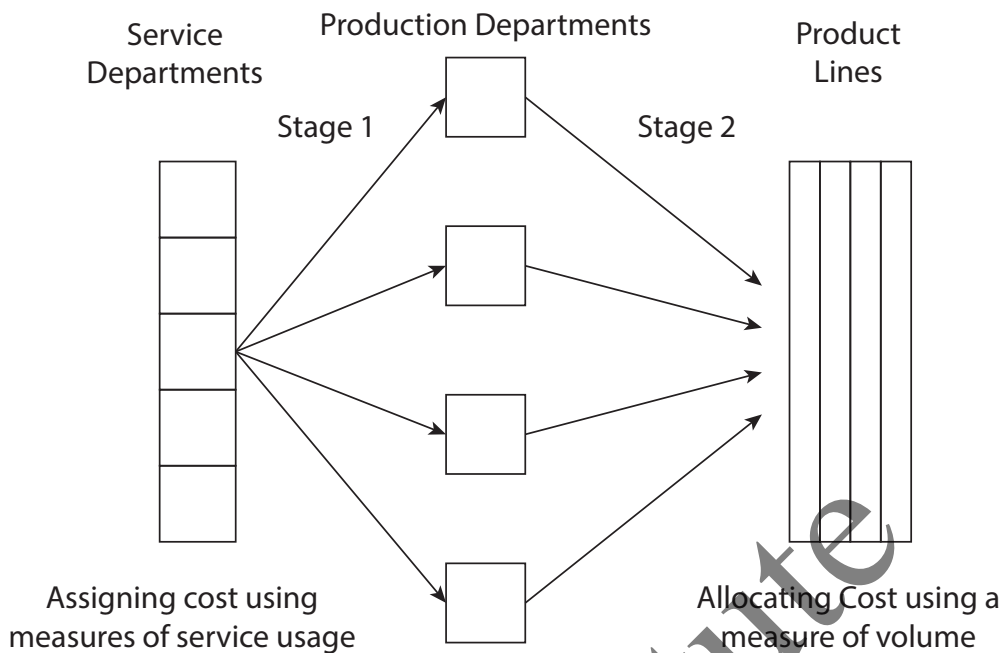 Service
Departments
Production Departments
Product
Lines
Stage 1
Stage 2
Assigning cost using
measures of service usage
Allocating Cost using a
measure of volume
ute